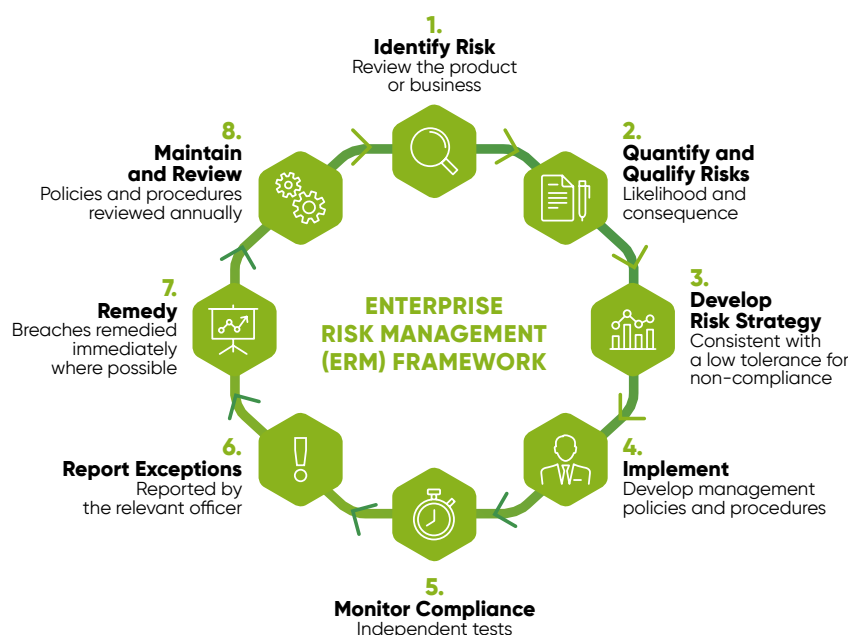 1.
Identify Risk
Review the product
or business
2.
Quantify and
Qualify Risks
Likelihood and
consequence
3.
Develop
Risk Strategy
Consistent with
a low tolerance for
non-compliance
4.
Implement
Develop management
policies and procedures
5.
Monitor Compliance
Independent tests
6.
Report Exceptions
Reported by
the relevant officer
7.
Remedy
Breaches remedied
immediately
where possible
8.
Maintain
and Review
Policies and procedures
reviewed annually
ENTERPRISE
RISK MANAGEMENT
(ERM) FRAMEWORK